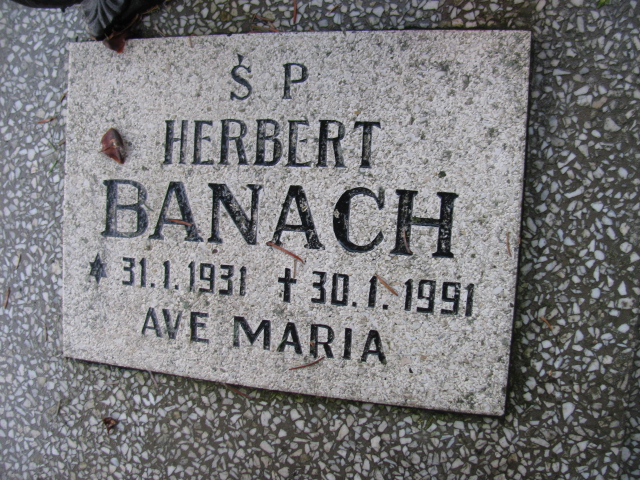 Ś P
HERBERT
BANACH
* 31.1.1931 † 30.1.1991
AVE MARIA